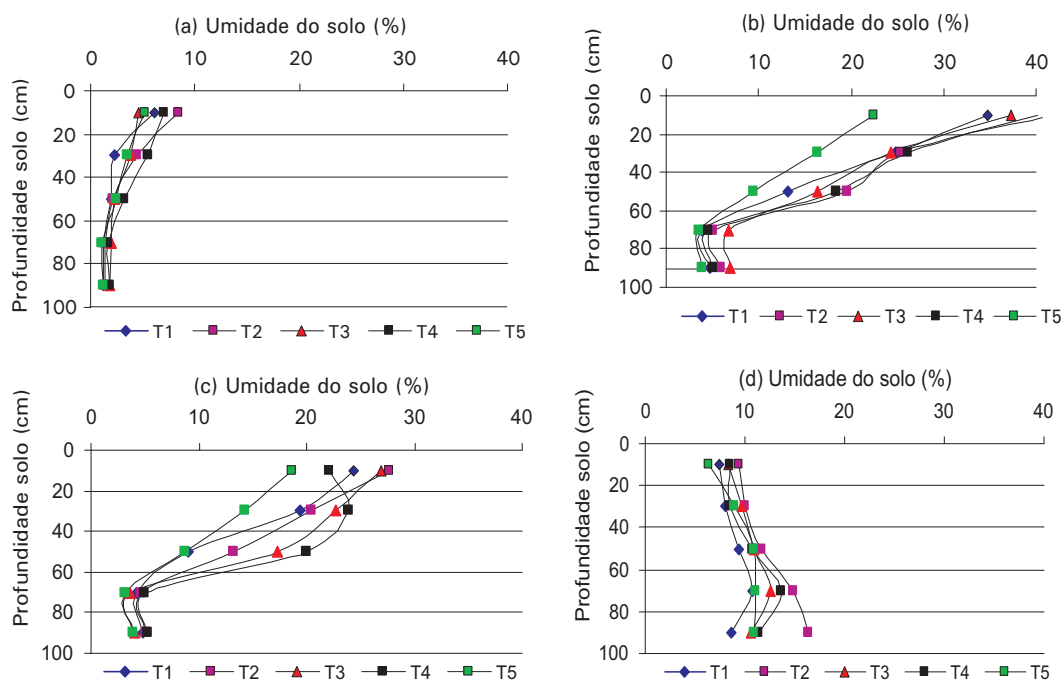 (a) Umidade do solo (%)
0 10 20 30 40
Profundidade solo (cm)
0
20
40
60
80
100
T1 T2 T3 T4 T5
(b) Umidade do solo (%)
0 10 20 30 40
Profundidade solo (cm)
0
20
40
60
80
100
T1 T2 T3 T4 T5
(c) Umidade do solo (%)
0 10 20 30 40
Profundidade solo (cm)
0
20
40
60
80
100
T1 T2 T3 T4 T5
(d) Umidade do solo (%)
0 10 20 30 40
Profundidade solo (cm)
0
20
40
60
80
100
T1 T2 T3 T4 T5